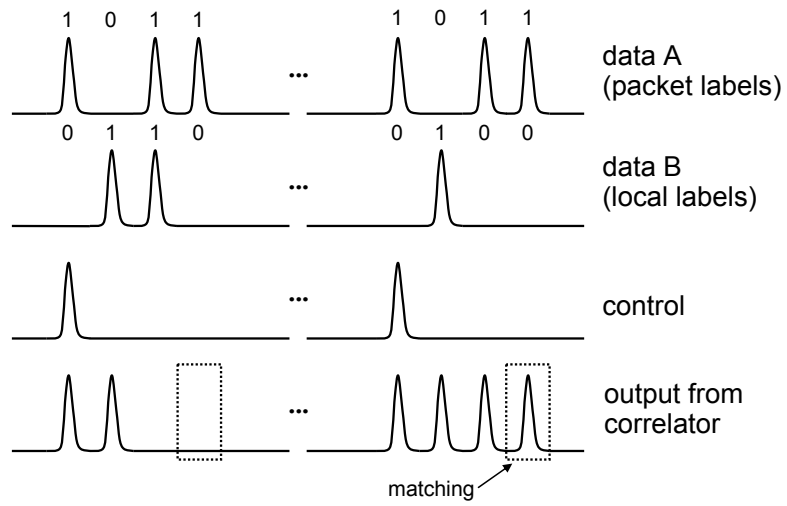 1 0 1 1 ... 1 0 1 1
data A
(packet labels)
0 1 1 0 0 1 0 0
data B
... (local labels)
... control
output from
... correlator
matching